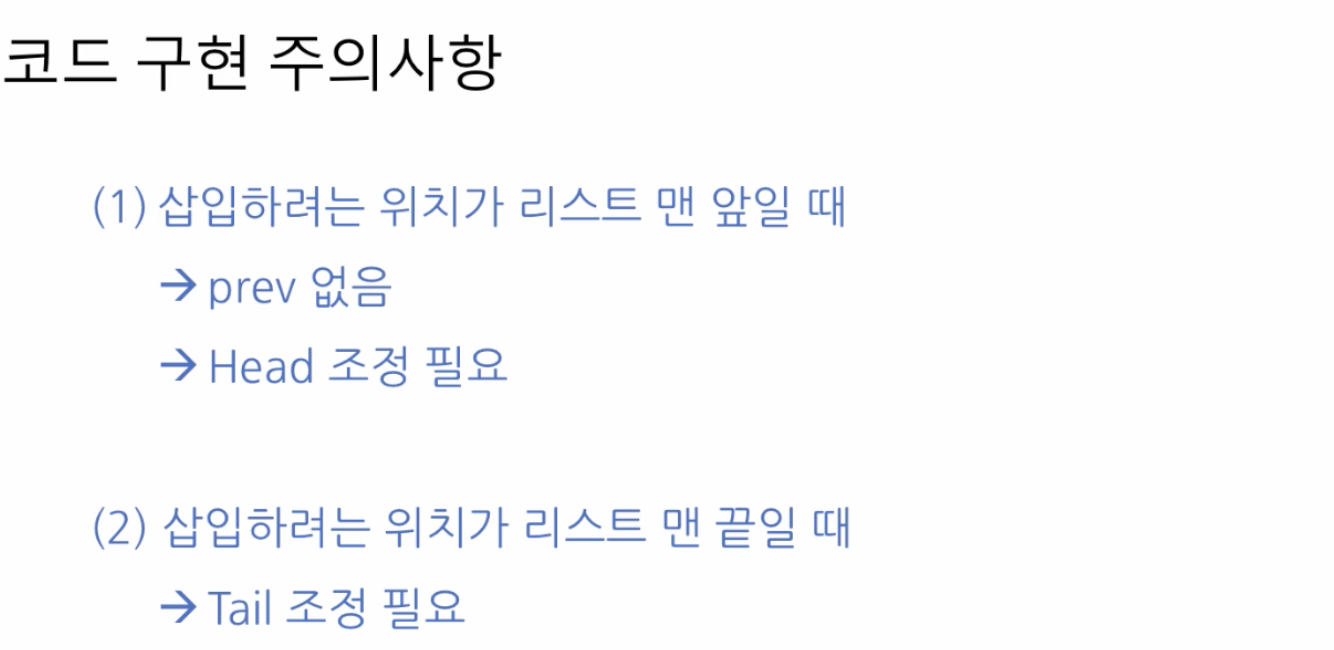 코드 구현 주의사항
(1) 삽입하려는 위치가 리스트 맨 앞일 때
→ prev 없음
→ Head 조정 필요
(2) 삽입하려는 위치가 리스트 맨 끝일 때
→ Tail 조정 필요